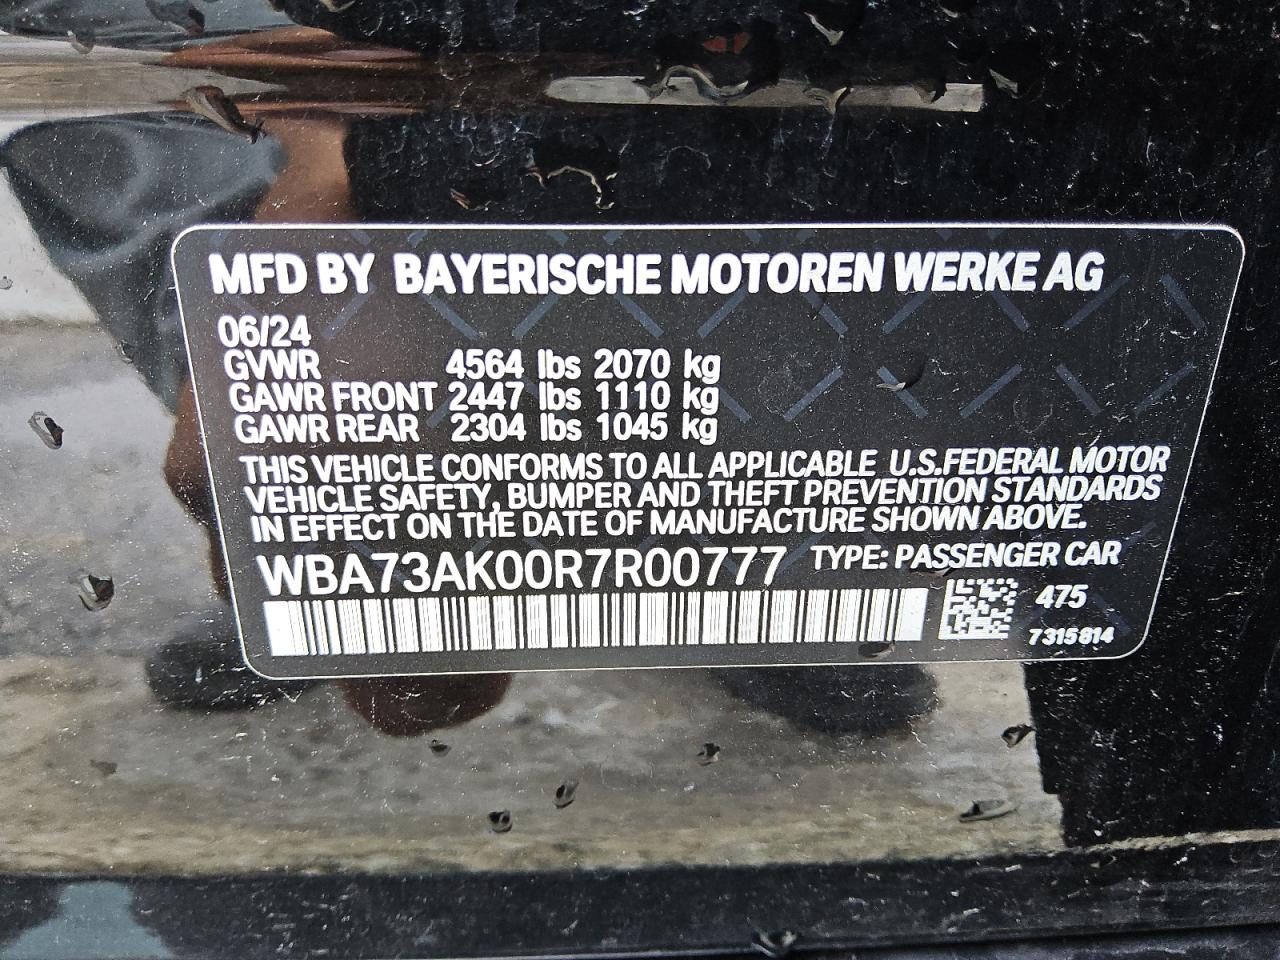 MFD BY BAYERISCHE MOTOREN WERKE AG
06/24
GVWR 4564 lbs 2070 kg
GAWR FRONT 2447 lbs 1110 kg
GAWR REAR 2304 lbs 1045 kg
THIS VEHICLE CONFORMS TO ALL APPLICABLE U.S.FEDERAL MOTOR
VEHICLE SAFETY, BUMPER AND THEFT PREVENTION STANDARDS
IN EFFECT ON THE DATE OF MANUFACTURE SHOWN ABOVE.
WBA73AK00R7R00777 TYPE: PASSENGER CAR
475
7315814